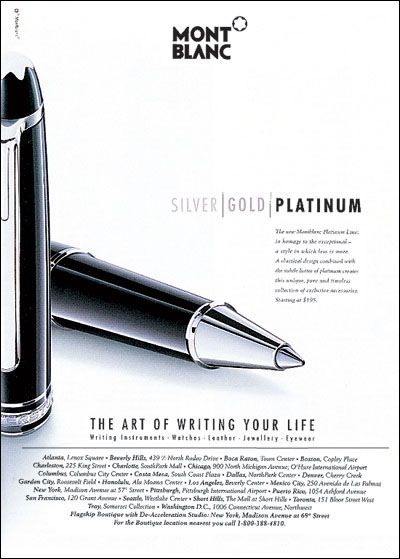 MONT
BLANC
SILVER | GOLD | PLATINUM
The new Montblanc Platinum Line:
in homage to the exceptional –
a style in which less is more.
A classical design combined with
the subtle lustre of platinum creates
this unique, pure and timeless
collection of exclusive accessories.
Starting at $195.
THE ART OF WRITING YOUR LIFE
Writing Instruments · Watches · Leather · Jewellery · Eyewear
Atlanta, Lenox Square • Beverly Hills, 439 ½ North Rodeo Drive • Boca Raton, Town Center • Boston, Copley Place
Charleston, 225 King Street • Charlotte, SouthPark Mall • Chicago, 900 North Michigan Avenue; O'Hare International Airport
Columbus, Columbus City Center • Costa Mesa, South Coast Plaza • Dallas, NorthPark Center • Denver, Cherry Creek
Garden City, Roosevelt Field • Honolulu, Ala Moana Center • Los Angeles, Beverly Center • Mexico City, 250 Avenida de Las Palmas
New York, Madison Avenue at 57th Street • Pittsburgh, Pittsburgh International Airport • Puerto Rico, 1054 Ashford Avenue
San Francisco, 120 Grant Avenue • Seattle, Westlake Center • Short Hills, The Mall at Short Hills • Toronto, 151 Bloor Street West
Troy, Somerset Collection • Washington D.C., 1006 Connecticut Avenue, Northwest
Flagship Boutique with De-Acceleration Studio: New York, Madison Avenue at 69th Street
For the Boutique location nearest you call 1-800-388-4810.